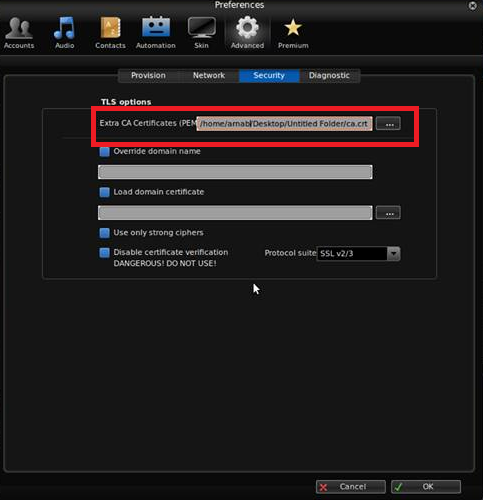 Preferences
Accounts Audio Contacts Automation Skin Advanced Premium
Provision Network Security Diagnostic
TLS options
Extra CA Certificates (PEM /home/arnab/Desktop/Untitled Folder/ca.crt ...
Override domain name
Load domain certificate
...
Use only strong ciphers
Disable certificate verification Protocol suite SSL v2/3
DANGEROUS! DO NOT USE!
Cancel OK